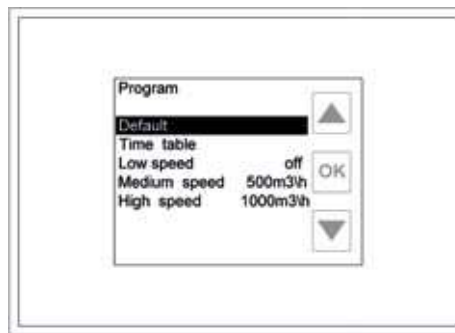 Program
Default
Time table
Low speed off
Medium speed 500m3\h
High speed 1000m3\h
OK